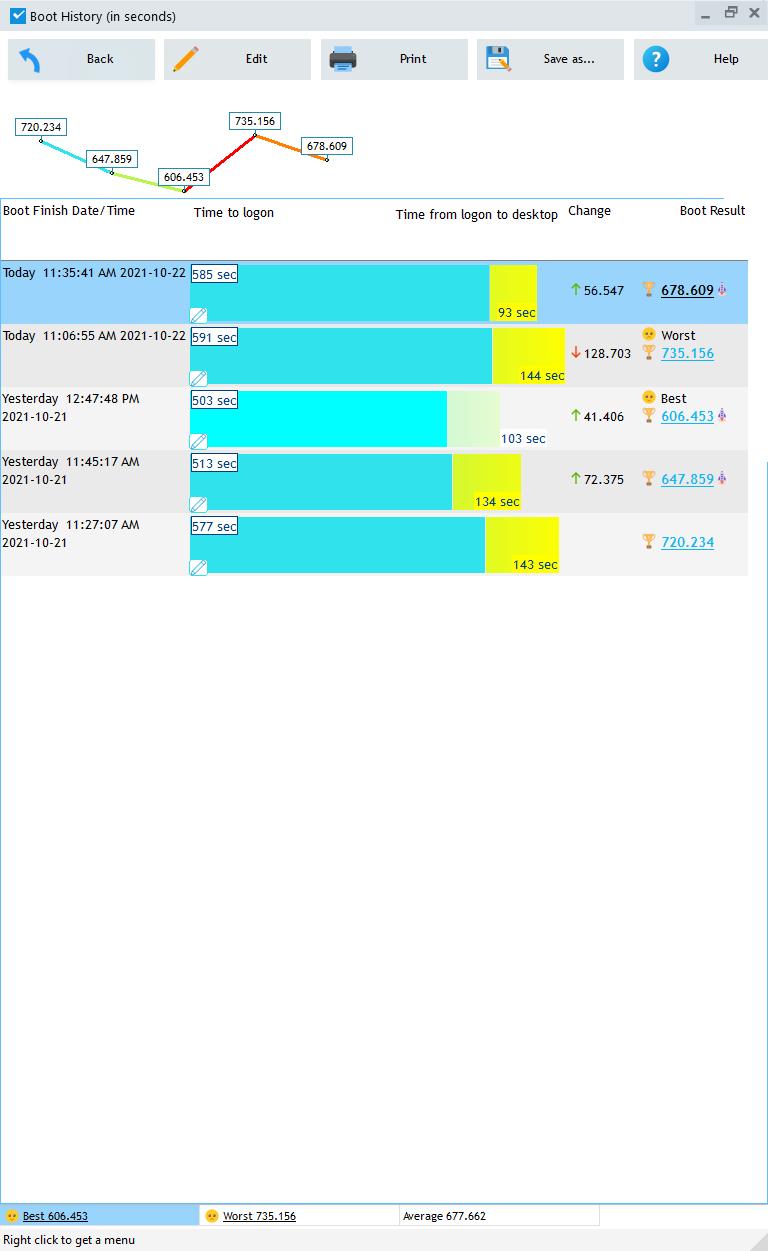 Boot History (in seconds)
Back
Edit
Print
Save as...
Help
720.234
647.859
606.453
735.156
678.609
Boot Finish Date/Time
Time to logon
Time from logon to desktop
Change
Boot Result
Today 11:35:41 AM 2021-10-22
585 sec
93 sec
56.547
678.609
Today 11:06:55 AM 2021-10-22
591 sec
144 sec
128.703
Worst
735.156
Yesterday 12:47:48 PM
2021-10-21
503 sec
103 sec
41.406
Best
606.453
Yesterday 11:45:17 AM
2021-10-21
513 sec
134 sec
72.375
647.859
Yesterday 11:27:07 AM
2021-10-21
577 sec
143 sec
720.234
Best 606.453
Worst 735.156
Average 677.662
Right click to get a menu